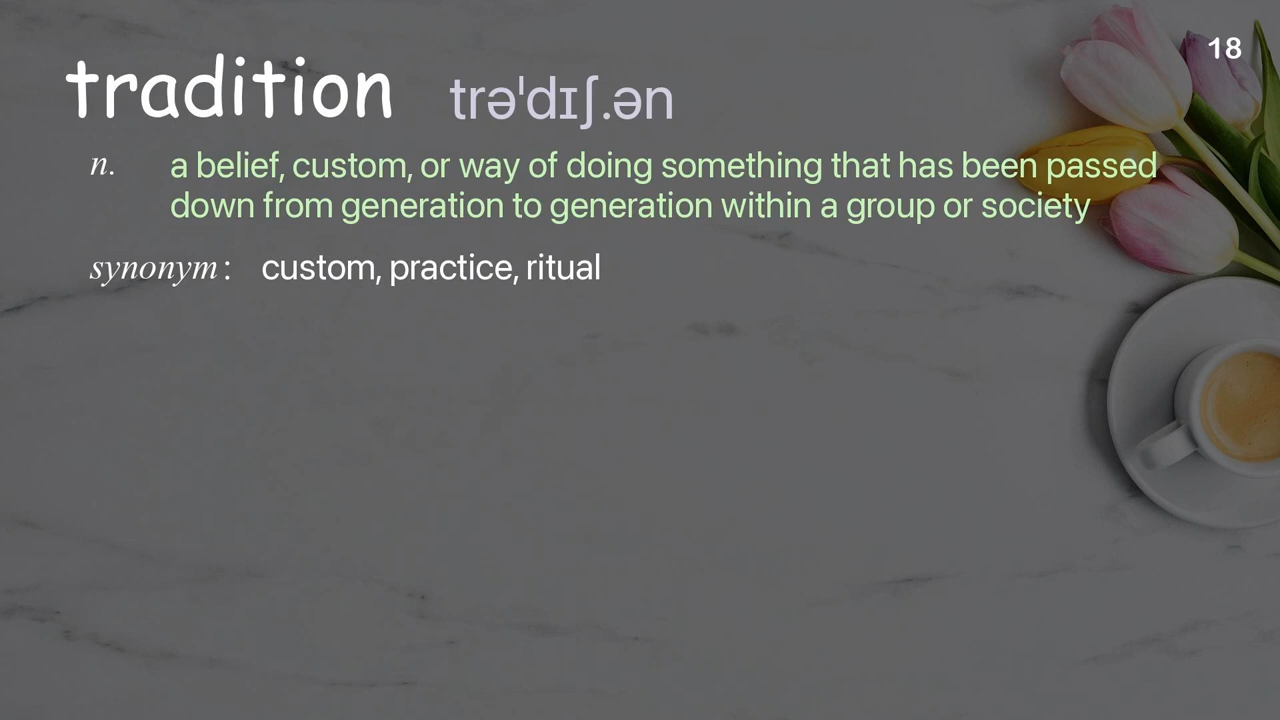 18
tradition trəˈdɪʃ.ən
n. a belief, custom, or way of doing something that has been passed
down from generation to generation within a group or society
synonym: custom, practice, ritual